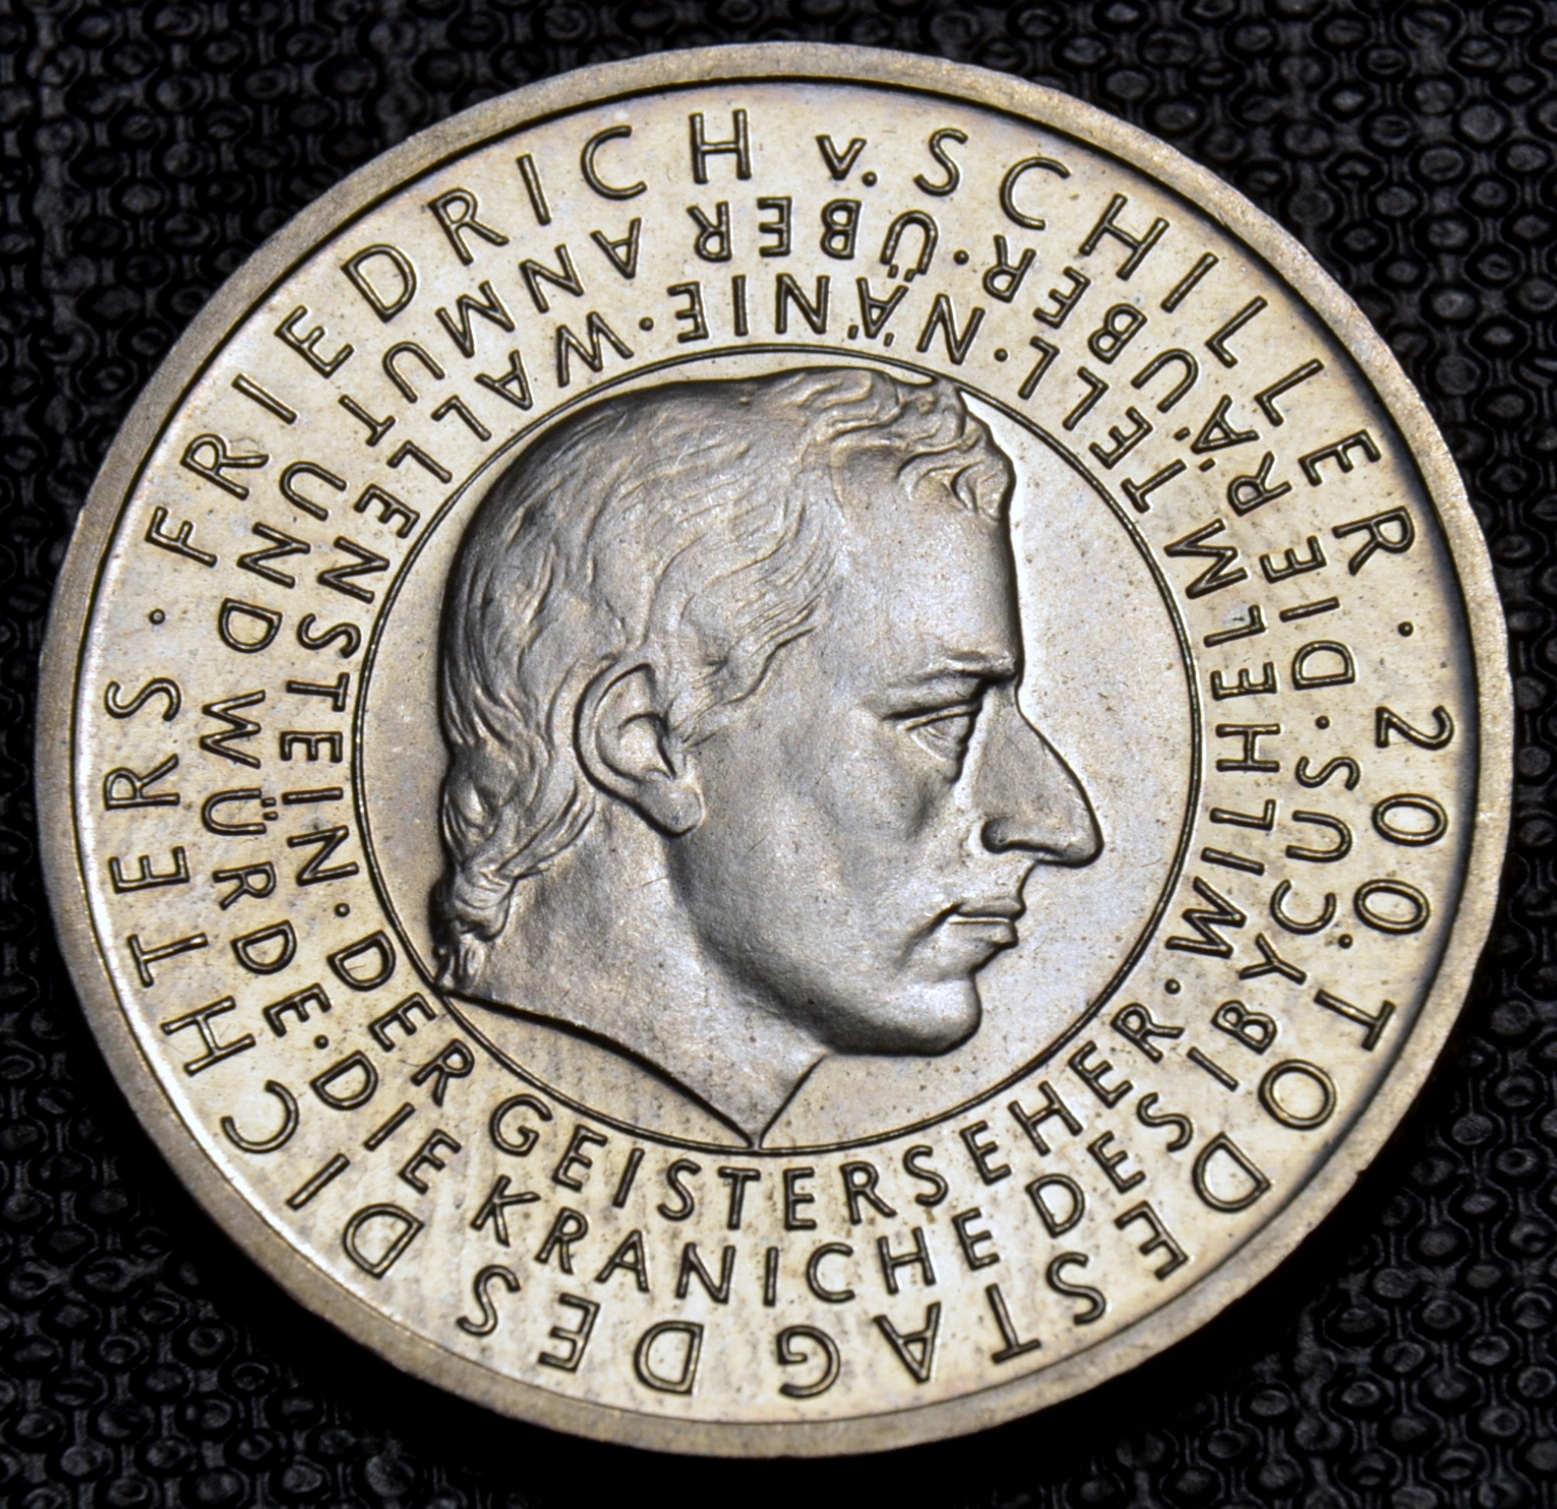 FRIEDRICH v. SCHILLER · 200. TODESTAG DES DICHTERS ·
DIE KRANICHE DES IBYCUS · DIE RÄUBER · ÜBER ANMUT UND WÜRDE ·
DER GEISTERSEHER · WILHELM TELL · NÄNIE · WALLENSTEIN ·